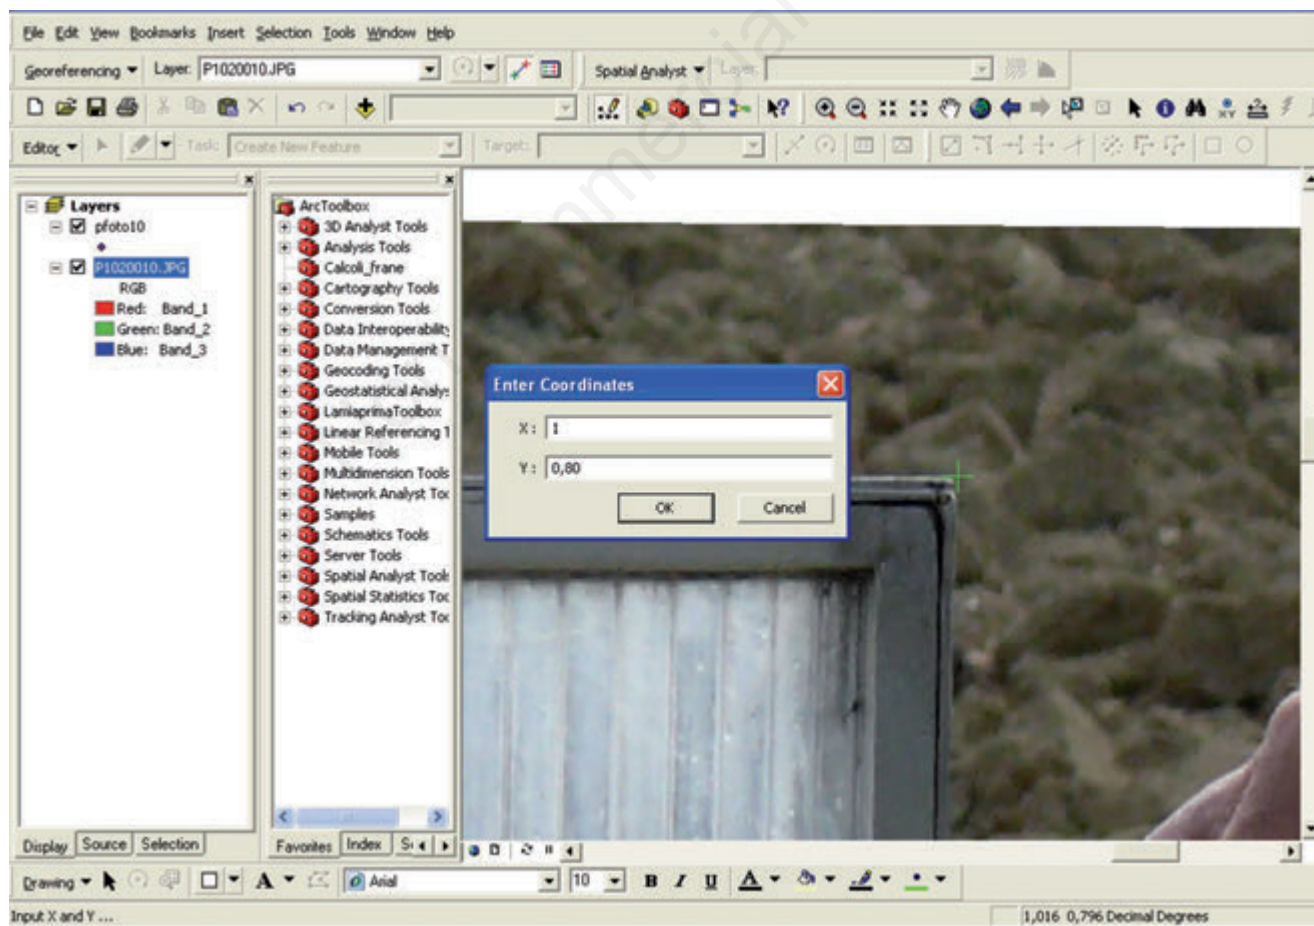 File Edit View Bookmarks Insert Selection Tools Window Help
Georeferencing Layer: P1020010.JPG Spatial Analyst Layer:
Editor Task: Create New Feature Target:
Layers
pfoto10
P1020010.JPG
RGB
Red: Band_1
Green: Band_2
Blue: Band_3
ArcToolbox
3D Analyst Tools
Analysis Tools
Calcoli_frane
Cartography Tools
Conversion Tools
Data Interoperability
Data Management T
Geocoding Tools
Geostatistical Analys
LamiaprimaToolbox
Linear Referencing T
Mobile Tools
Multidimension Tools
Network Analyst Too
Samples
Schematics Tools
Server Tools
Spatial Analyst Tools
Spatial Statistics Too
Tracking Analyst Too
Enter Coordinates
X: 1
Y: 0,80
OK Cancel
Display Source Selection
Favorites Index
Drawing A Arial 10 B I U A
Input X and Y ...
1,016 0,796 Decimal Degrees